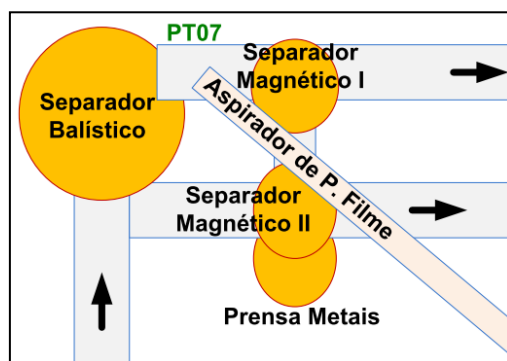 PT07
Separador
Magnético I
Separador
Balístico
Aspirador de P. Filme
Separador
Magnético II
Prensa Metais